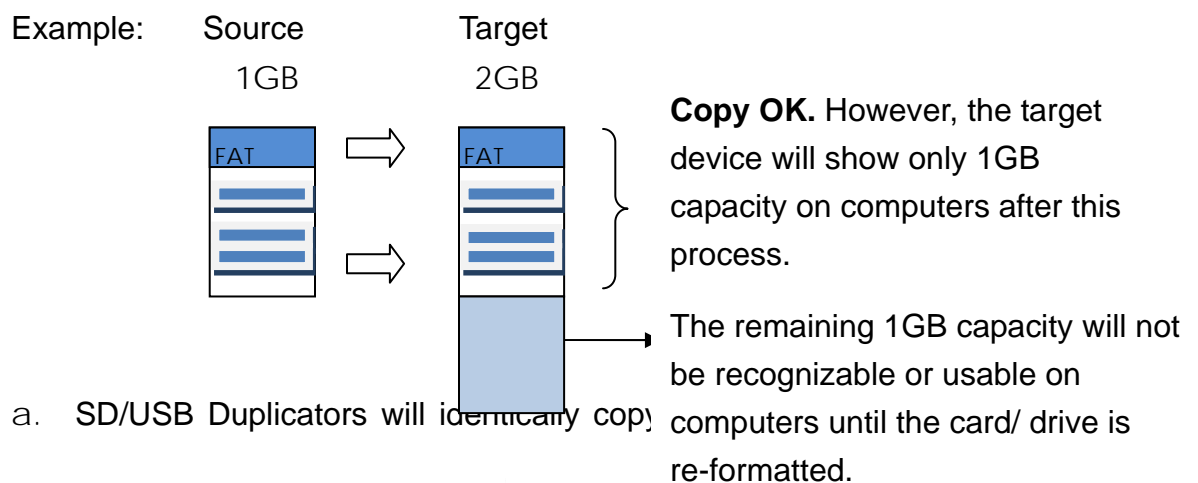 Example: Source Target
1GB 2GB
FAT FAT
Copy OK. However, the target
device will show only 1GB
capacity on computers after this
process.
The remaining 1GB capacity will not
be recognizable or usable on
computers until the card/ drive is
re-formatted.
a. SD/USB Duplicators will identically copy